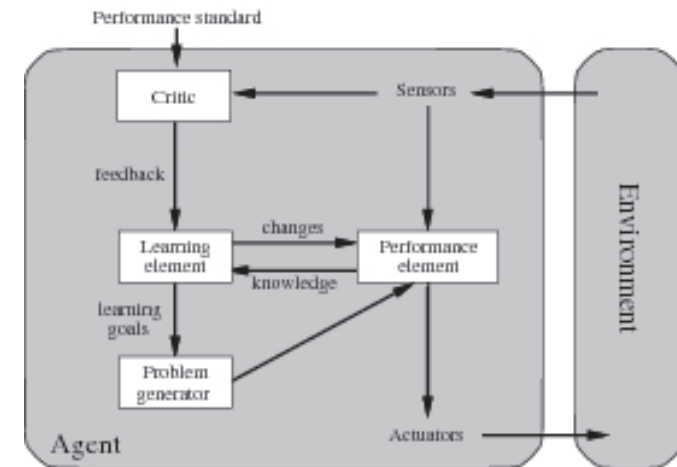 Performance standard
Critic
Sensors
feedback
changes
Learning
element
Performance
element
knowledge
learning
goals
Problem
generator
Agent
Actuators
Environment